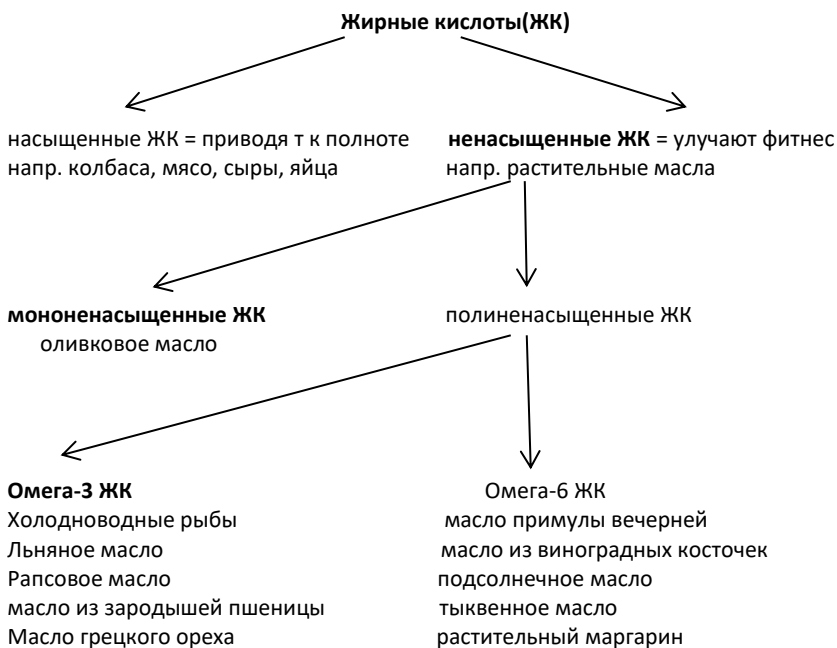 Жирные кислоты(ЖК)
насыщенные ЖК = приводя т к полноте
напр. колбаса, мясо, сыры, яйца
ненасыщенные ЖК = улучают фитнес
напр. растительные масла
мононенасыщенные ЖК
оливковое масло
полиненасыщенные ЖК
Омега-3 ЖК
Холодноводные рыбы
Льняное масло
Рапсовое масло
масло из зародышей пшеницы
Масло грецкого ореха
Омега-6 ЖК
масло примулы вечерней
масло из виноградных косточек
подсолнечное масло
тыквенное масло
растительный маргарин